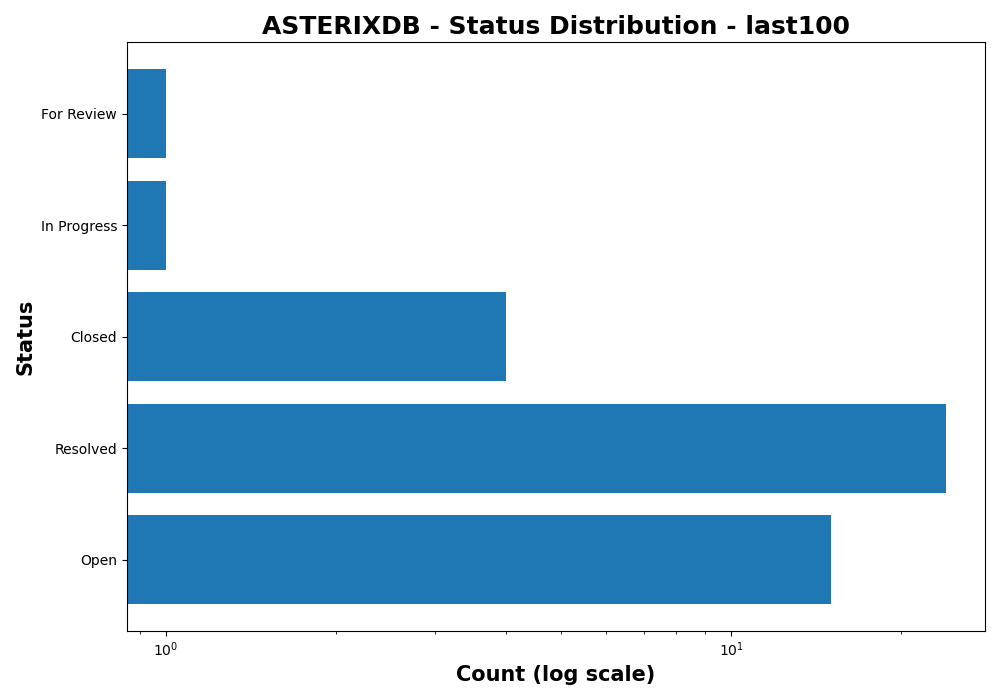 ASTERIXDB - Status Distribution - last100
For Review
In Progress
Closed
Resolved
Open
Status
10⁰
10¹
Count (log scale)